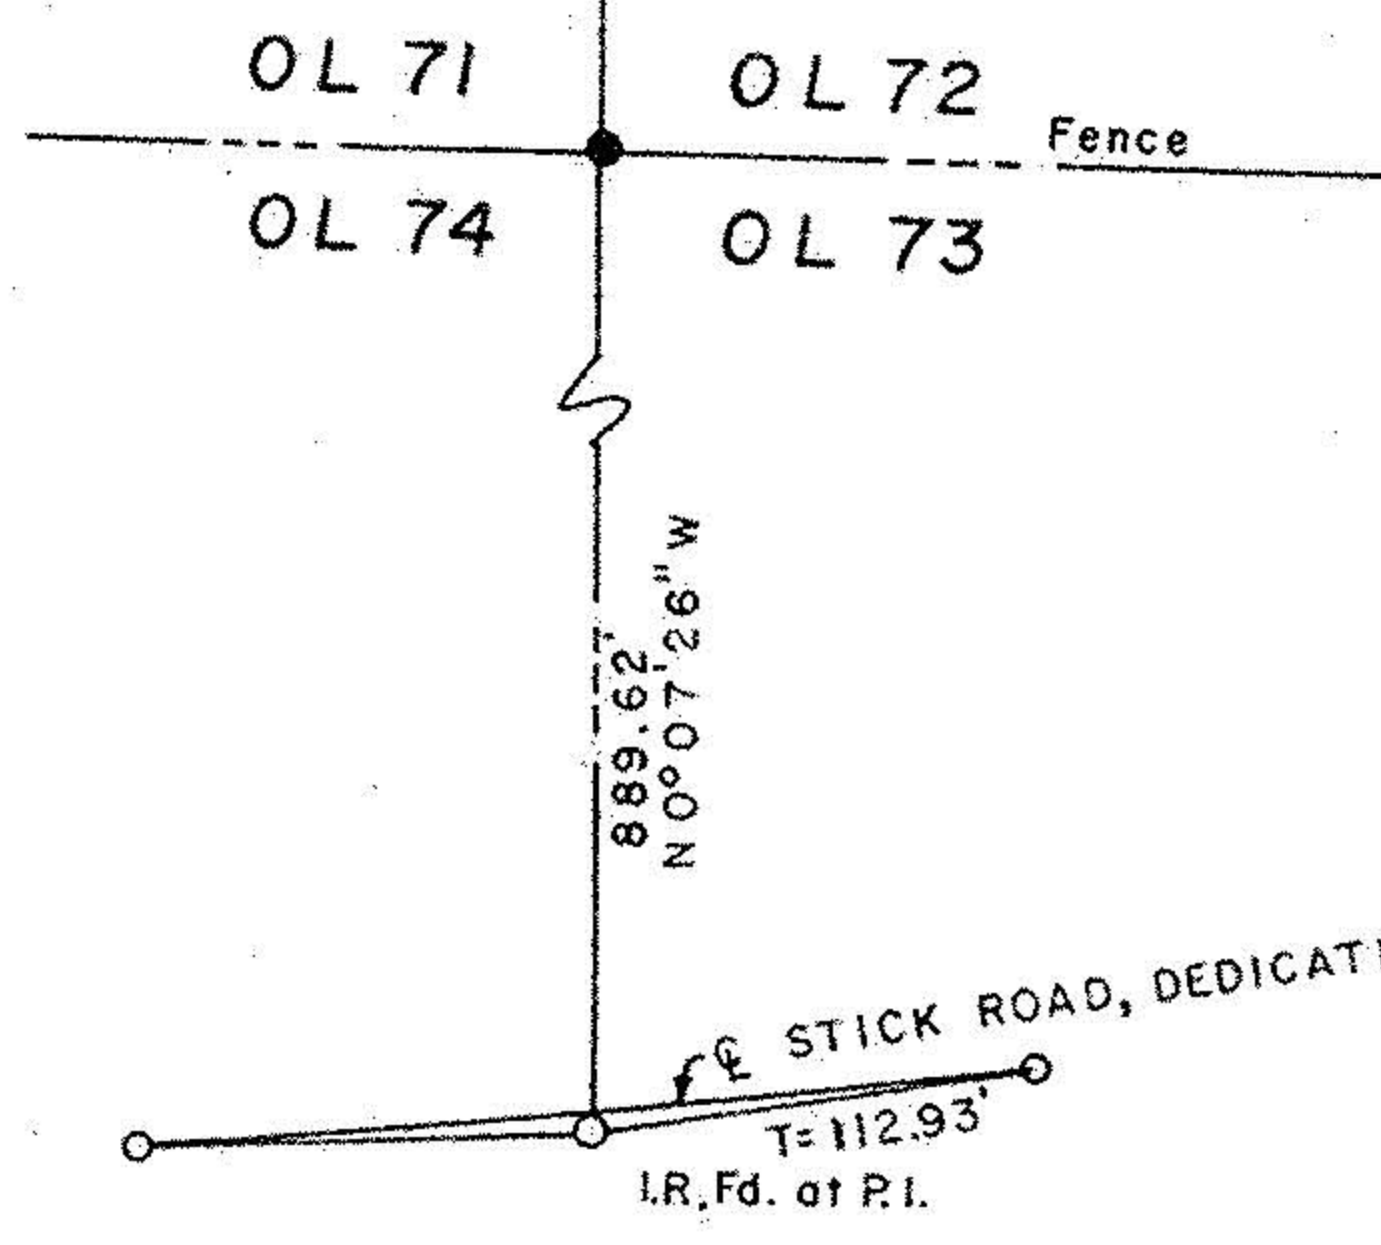 OL 71
OL 72
Fence
OL 74
OL 73
889.62'
N 0° 07' 26" W
℄ STICK ROAD, DEDICAT
T= 112.93'
I.R. Fd. at P.I.